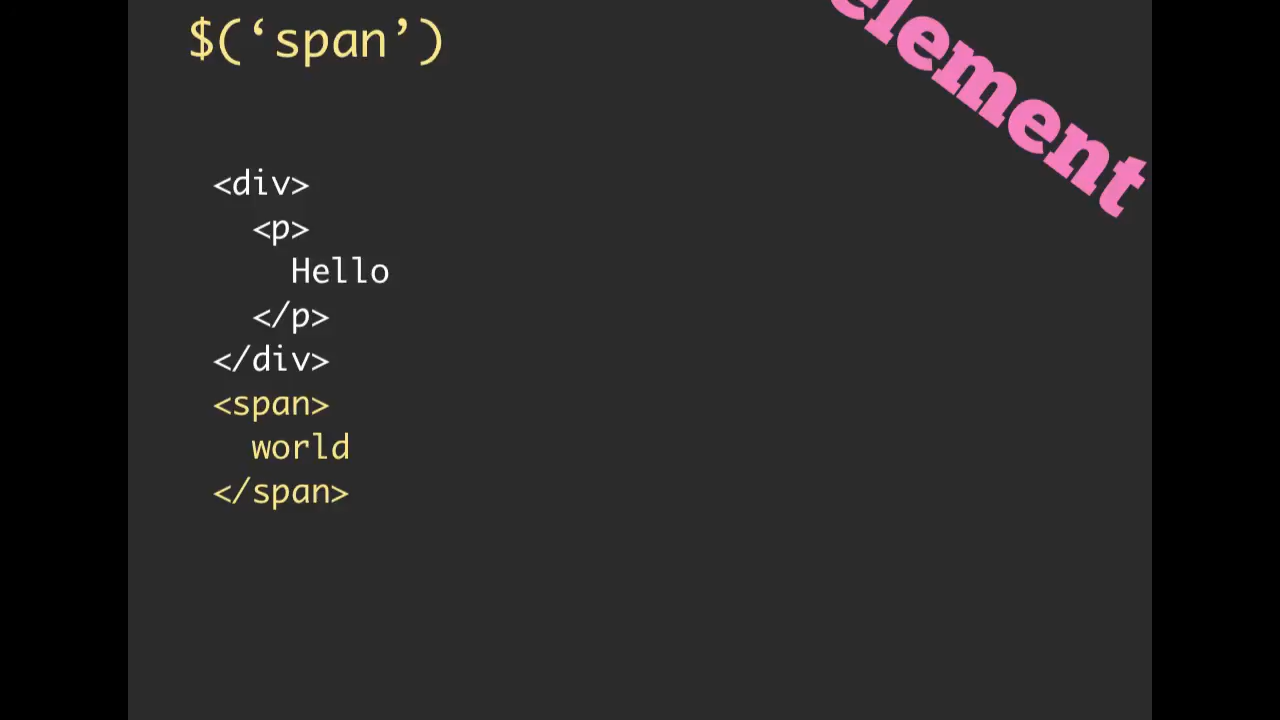 $(‘span’)
element
<div>
<p>
Hello
</p>
</div>
<span>
world
</span>